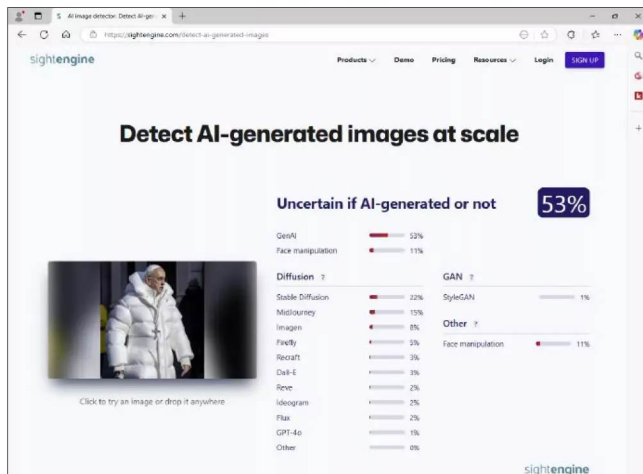 AI image detector. Detect AI-gen
https://sightengine.com/detect-ai-generated-images
sightengine
Products
Demo
Pricing
Resources
Login
SIGN UP
Detect AI-generated images at scale
Uncertain if AI-generated or not
53%
GenAI 53%
Face manipulation 11%
Diffusion ?
Stable Diffusion 22%
MidJourney 15%
Imagen 8%
Firefly 5%
Recraft 3%
Dall-E 3%
Reve 2%
Ideogram 2%
Flux 2%
GPT-4o 1%
Other 0%
GAN ?
StyleGAN 1%
Other ?
Face manipulation 11%
Click to try an image or drop it anywhere
sightengine